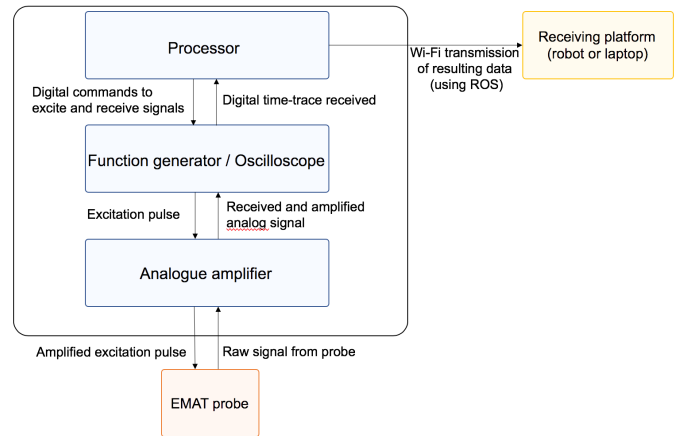 Processor
Receiving platform
(robot or laptop)
Wi-Fi transmission
of resulting data
(using ROS)
Digital commands to
excite and receive signals
Digital time-trace received
Function generator / Oscilloscope
Excitation pulse
Received and amplified
analog signal
Analogue amplifier
Amplified excitation pulse
Raw signal from probe
EMAT probe